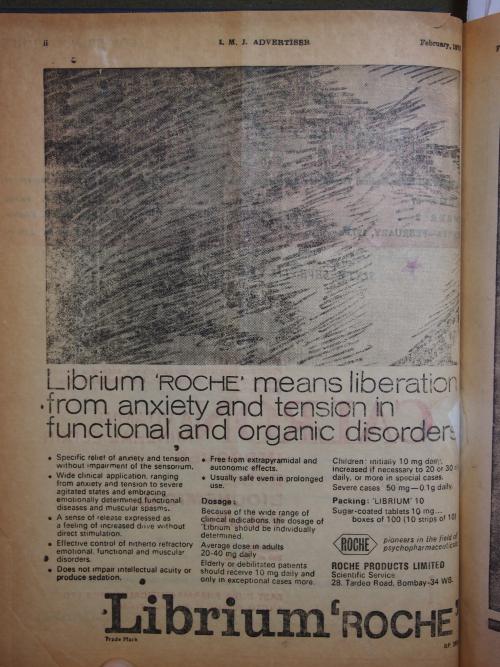 ii
I. M. J. ADVERTISER
February,
Librium 'ROCHE' means liberation
from anxiety and tension in
functional and organic disorders
• Specific relief of anxiety and tension
without impairment of the sensorium.
• Wide clinical application, ranging
from anxiety and tension to severe
agitated states and embracing
emotionally determined functional
diseases and muscular spasms.
• A sense of release expressed as
a feeling of increased drive without
direct stimulation.
• Effective control of hitherto refractory
emotional, functional and muscular
disorders.
• Does not impair intellectual acuity or
produce sedation.
• Free from extrapyramidal and
autonomic effects.
• Usually safe even in prolonged
use.
Dosage:
Because of the wide range of
clinical indications, the dosage of
'Librium' should be individually
determined.
Average dose in adults
20-40 mg daily
Elderly or debilitated patients
should receive 10 mg daily and
only in exceptional cases more.
Children: initially 10 mg daily,
increased if necessary to 20 or 30
daily, or more in special cases.
Severe cases 50 mg—0.1 g daily.
Packing: 'LIBRIUM' 10
Sugar-coated tablets 10 mg...
boxes of 100 (10 strips of 10)
ROCHE
pioneers in the field of
psychopharmaceuticals
ROCHE PRODUCTS LIMITED
Scientific Service
28, Tardeo Road, Bombay-34 WB.
Librium 'ROCHE'
Trade Mark